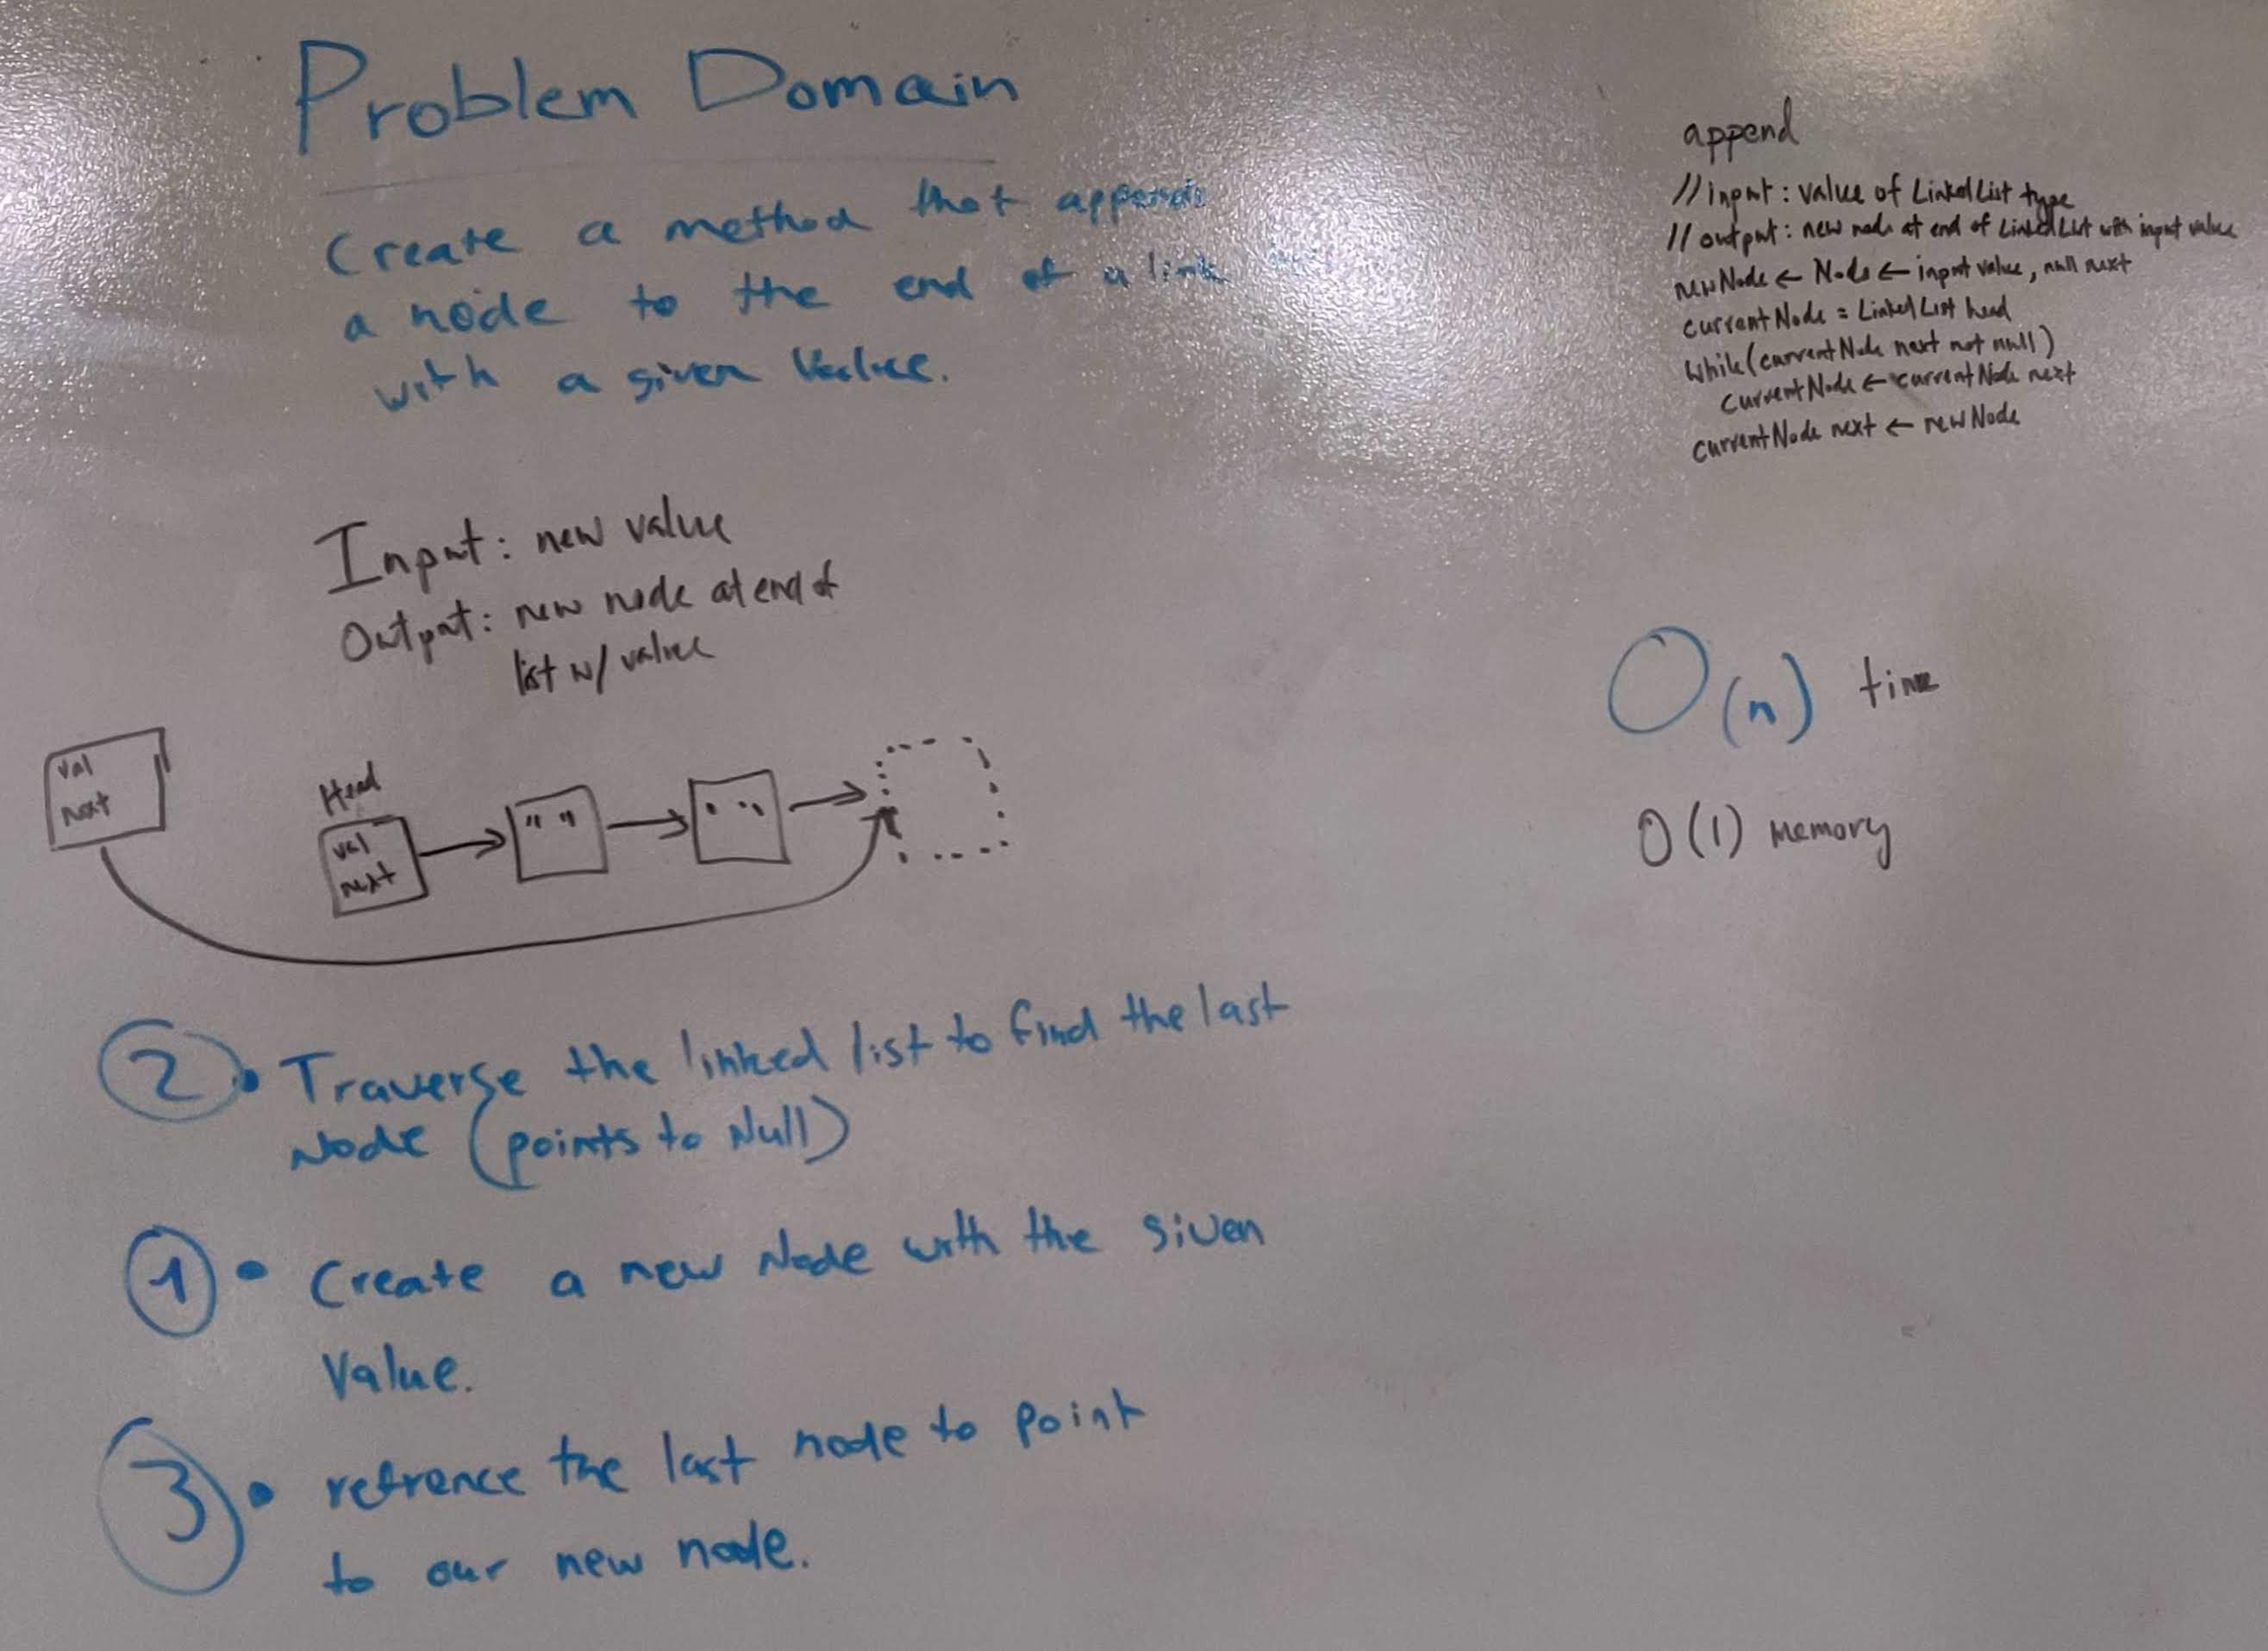 Problem Domain
Create a method that appends
a node to the end of a link
with a given Value.
Input: new value
Output: new node at end of
list w/ value
val
next
Head
val
next
" "
2 • Traverse the linked list to find the last
Node (points to Null)
1 • Create a new Node with the given
Value.
3 • refrence the last node to point
to our new node.
append
// input: value of LinkedList type
// output: new node at end of LinkedList with input value
newNode ← Node ← input value, null next
currentNode = LinkedList head
while(currentNode next not null)
currentNode ← currentNode next
currentNode next ← newNode
O(n) time
O(1) memory